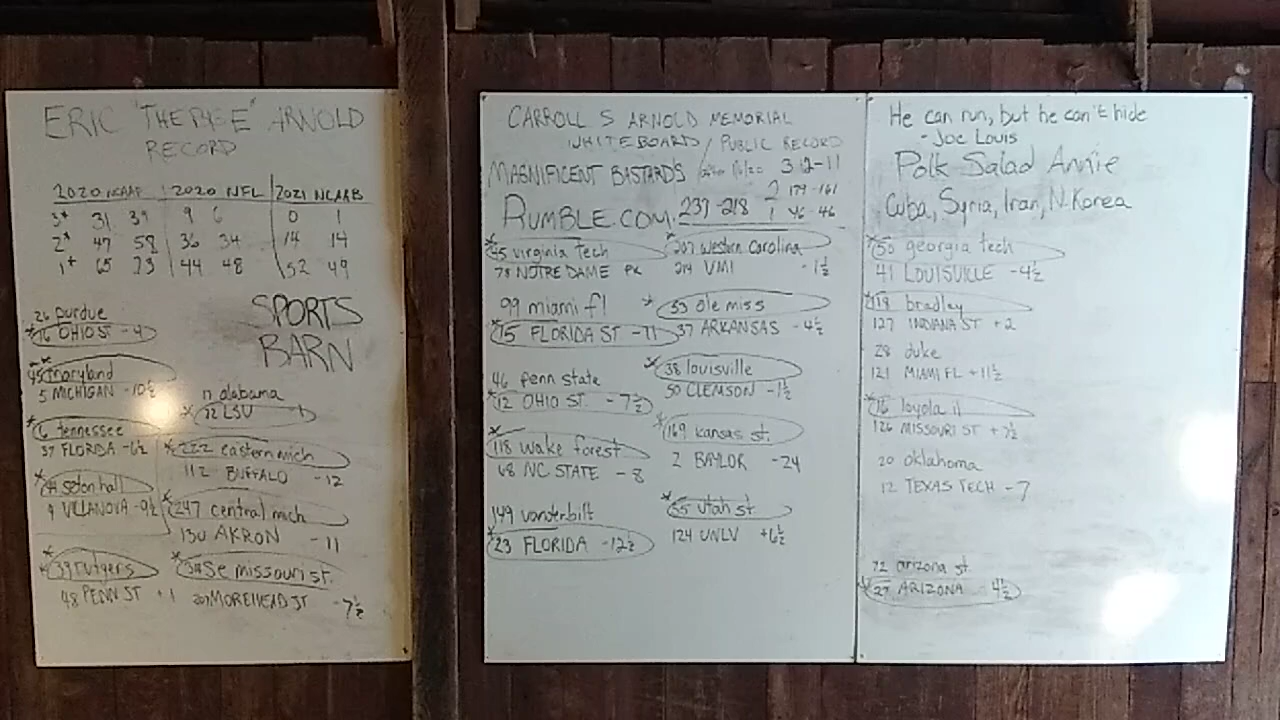 ERIC "THE PHSE" ARNOLD
RECORD
2020 NCAAF 2020 NFL 2021 NCAAB
3* 31 39 9 6 0 1
2* 47 58 36 34 14 14
1* 65 73 44 48 52 49
SPORTS
BARN
26 purdue
*16 OHIO ST -9
45 maryland
5 MICHIGAN -10½
* 6 tennessee
37 FLORIDA -6½
* seton hall
9 VILLANOVA -9½
* 39 rutgers
48 PENN ST +1
11 alabama
* 72 LSU
*222 eastern mich
112 BUFFALO -12
*247 central mich
130 AKRON -11
* se missouri st.
207 MOREHEAD ST -7½
CARROLL S ARNOLD MEMORIAL
WHITEBOARD / PUBLIC RECORD
MAGNIFICENT BASTARDS 312-11
2 179-161
RUMBLE.COM. 237-218 1 46-46
*45 virginia tech
78 NOTRE DAME PK
99 miami fl
*15 FLORIDA ST -11
46 penn state
*12 OHIO ST. -7½
*118 wake forest
68 NC STATE -8
149 vanderbilt
*23 FLORIDA -12½
*207 western carolina
214 VMI -1½
* 53 ole miss
37 ARKANSAS -4½
* 38 louisville
50 CLEMSON -1½
*169 kansas st.
2 BAYLOR -24
*55 utah st
124 UNLV +6½
He can run, but he can't hide
- Joe Louis
Polk Salad Annie
Cuba, Syria, Iran, N. Korea
*50 georgia tech
41 LOUISVILLE -4½
*118 bradley
127 INDIANA ST +2
28 duke
121 MIAMI FL +11½
*16 loyola il
126 MISSOURI ST +7½
20 oklahoma
12 TEXAS TECH -7
72 arizona st.
*27 ARIZONA -4½